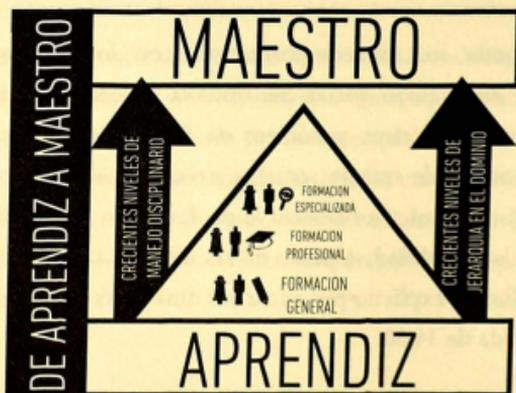 DE APRENDIZ A MAESTRO
MAESTRO
CRECIENTES NIVELES DE
MANEJO DISCIPLINARIO
FORMACION
ESPECIALIZADA
FORMACION
PROFESIONAL
FORMACION
GENERAL
CRECIENTES NIVELES DE
JERARQUIA EN EL DOMINIO
APRENDIZ